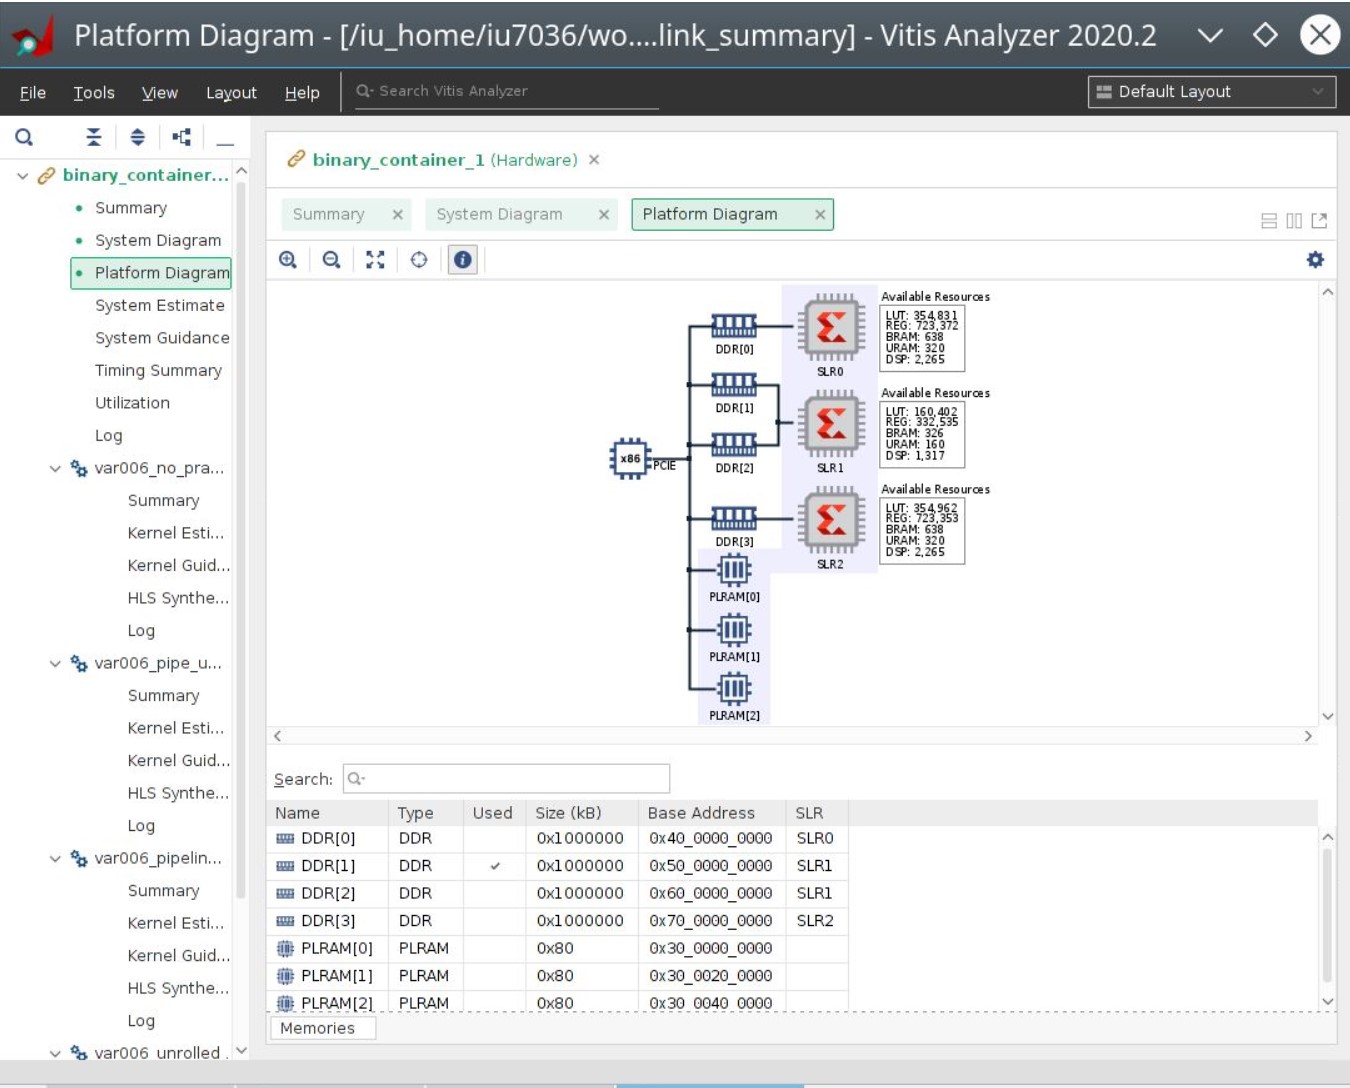 Platform Diagram - [/iu_home/iu7036/wo....link_summary] - Vitis Analyzer 2020.2
File Tools View Layout Help Search Vitis Analyzer Default Layout
binary_container...
Summary
System Diagram
Platform Diagram
System Estimate
System Guidance
Timing Summary
Utilization
Log
var006_no_pra...
Summary
Kernel Esti...
Kernel Guid...
HLS Synthe...
Log
var006_pipe_u...
Summary
Kernel Esti...
Kernel Guid...
HLS Synthe...
Log
var006_pipelin...
Summary
Kernel Esti...
Kernel Guid...
HLS Synthe...
Log
var006_unrolled .
binary_container_1 (Hardware)
Summary System Diagram Platform Diagram
x86
PCIE
DDR[0]
DDR[1]
DDR[2]
DDR[3]
PLRAM[0]
PLRAM[1]
PLRAM[2]
SLR0
Available Resources
LUT: 354,831
REG: 723,372
BRAM: 638
URAM: 320
DSP: 2,265
SLR1
Available Resources
LUT: 160,402
REG: 332,535
BRAM: 326
URAM: 160
DSP: 1,317
SLR2
Available Resources
LUT: 354,962
REG: 723,353
BRAM: 638
URAM: 320
DSP: 2,265
Search:
Name Type Used Size (kB) Base Address SLR
DDR[0] DDR 0x1000000 0x40_0000_0000 SLR0
DDR[1] DDR ✓ 0x1000000 0x50_0000_0000 SLR1
DDR[2] DDR 0x1000000 0x60_0000_0000 SLR1
DDR[3] DDR 0x1000000 0x70_0000_0000 SLR2
PLRAM[0] PLRAM 0x80 0x30_0000_0000
PLRAM[1] PLRAM 0x80 0x30_0020_0000
PLRAM[2] PLRAM 0x80 0x30_0040_0000
Memories